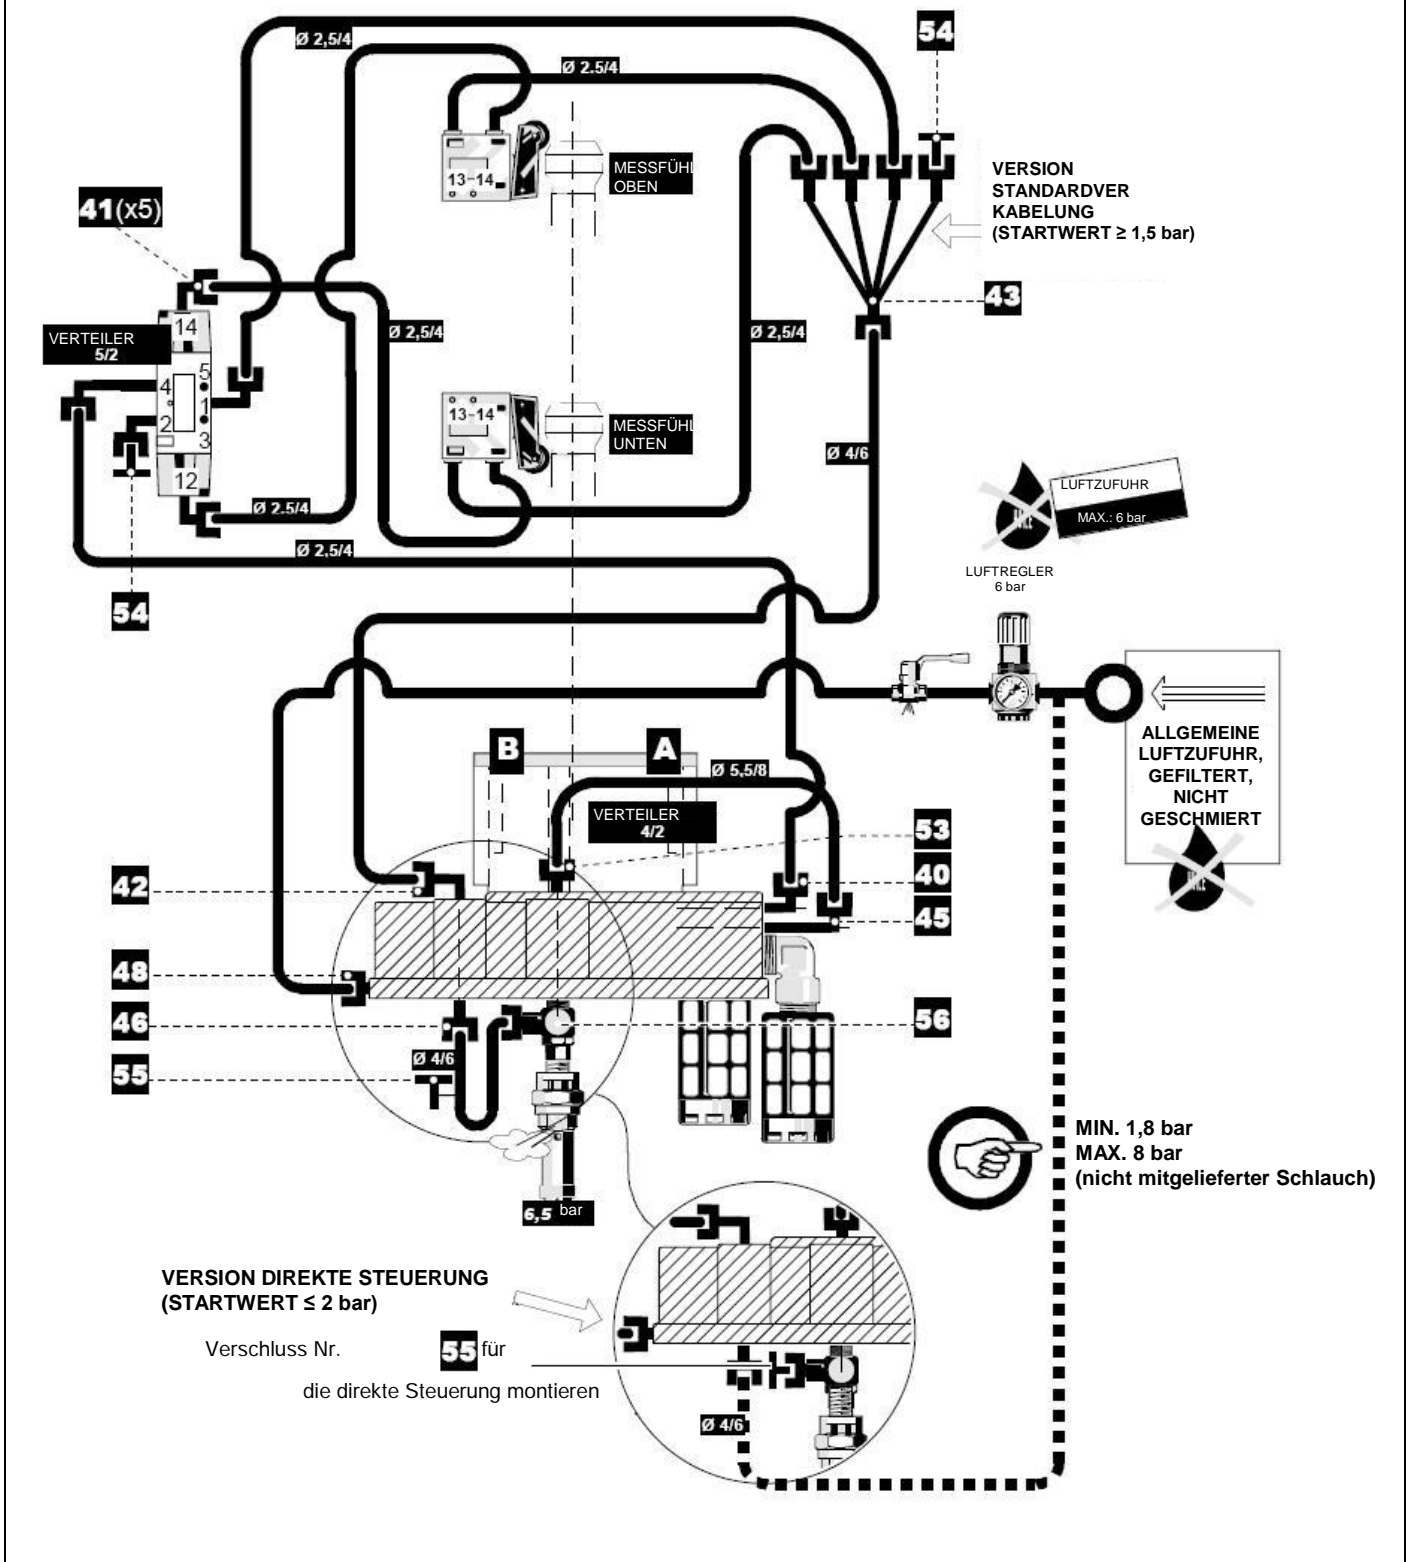 Ø 2,5/4
54
Ø 2,5/4
MESSFÜHL
OBEN
13-14
VERSION
STANDARDVER
KABELUNG
(STARTWERT ≥ 1,5 bar)
41(x5)
43
14
VERTEILER
5/2
Ø 2,5/4
Ø 2,5/4
4
5
1
2
3
13-14
MESSFÜHL
UNTEN
Ø 4/6
12
Ø 2,5/4
LUFTZUFUHR
MAX.: 6 bar
Ø 2,5/4
LUFTREGLER
6 bar
54
ALLGEMEINE
LUFTZUFUHR,
GEFILTERT,
NICHT
GESCHMIERT
B
A
Ø 5,5/8
VERTEILER
4/2
53
42
40
45
48
46
56
Ø 4/6
55
MIN. 1,8 bar
MAX. 8 bar
(nicht mitgelieferter Schlauch)
6,5 bar
VERSION DIREKTE STEUERUNG
(STARTWERT ≤ 2 bar)
Verschluss Nr. 55 für
die direkte Steuerung montieren
Ø 4/6